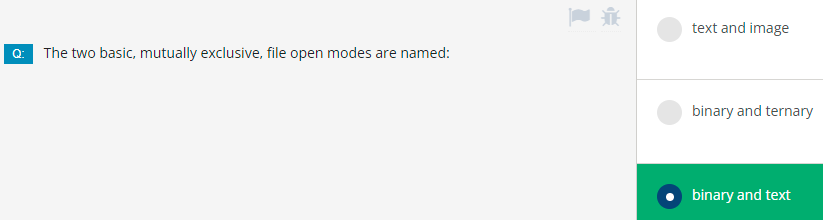 Q: The two basic, mutually exclusive, file open modes are named:
text and image
binary and ternary
binary and text